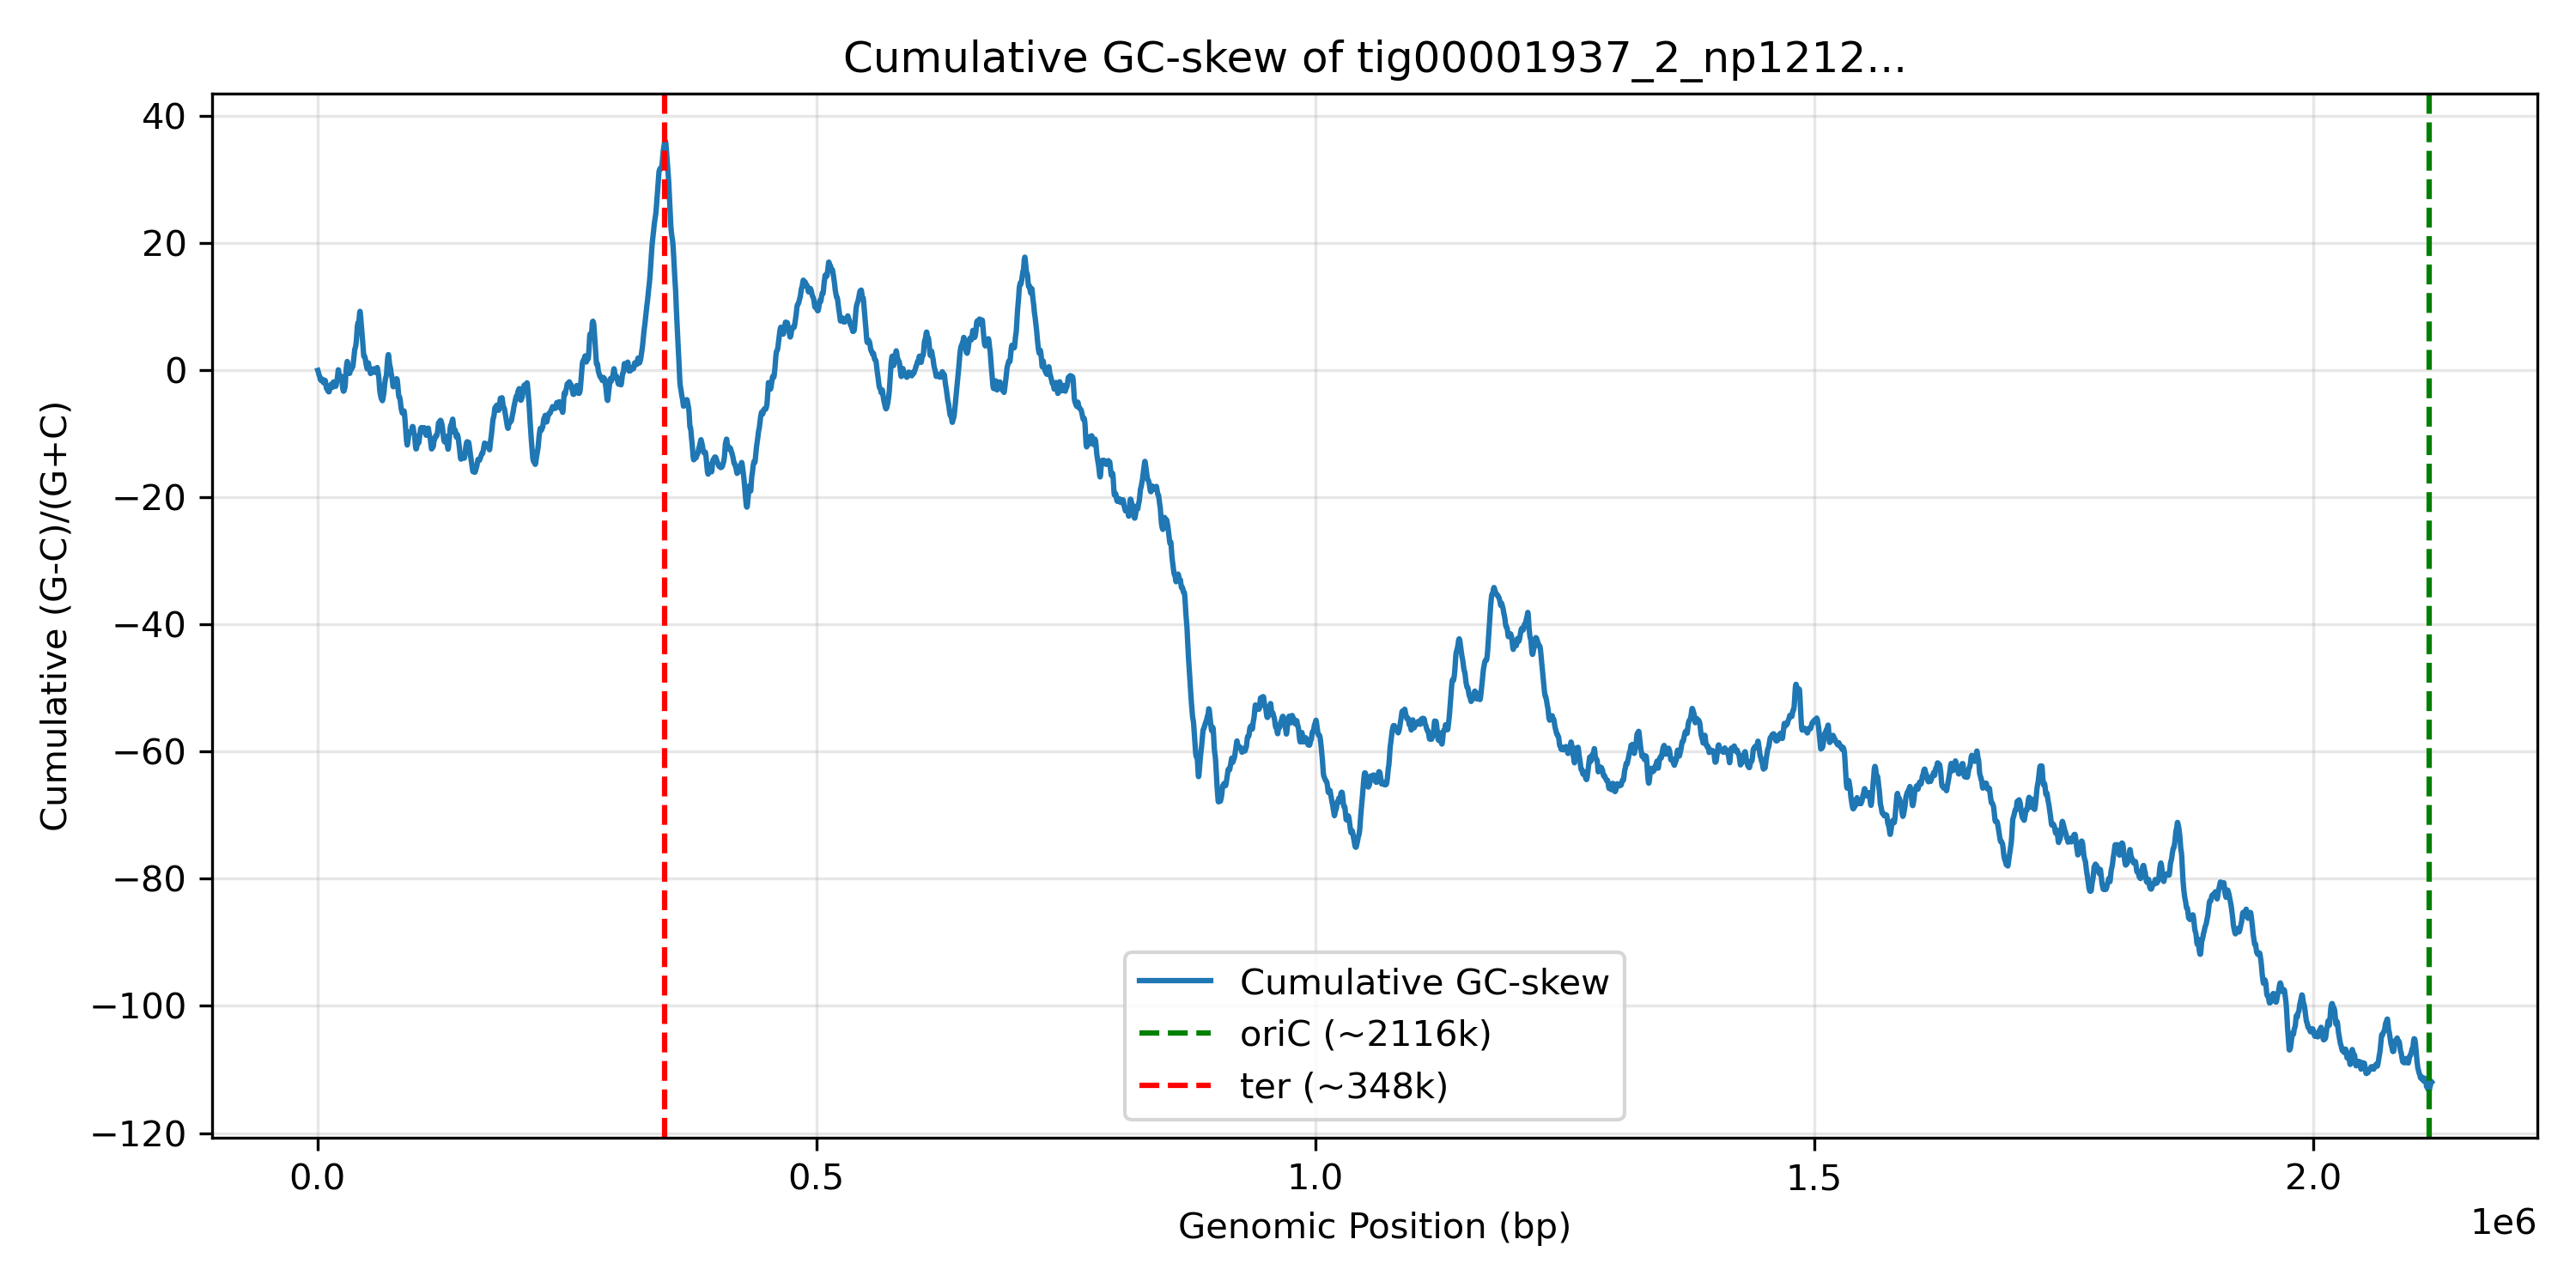 Cumulative GC-skew of tig00001937_2_np1212...
Cumulative (G-C)/(G+C)
40
20
0
−20
−40
−60
−80
−100
−120
Cumulative GC-skew
oriC (~2116k)
ter (~348k)
0.0 0.5 1.0 1.5 2.0
1e6
Genomic Position (bp)